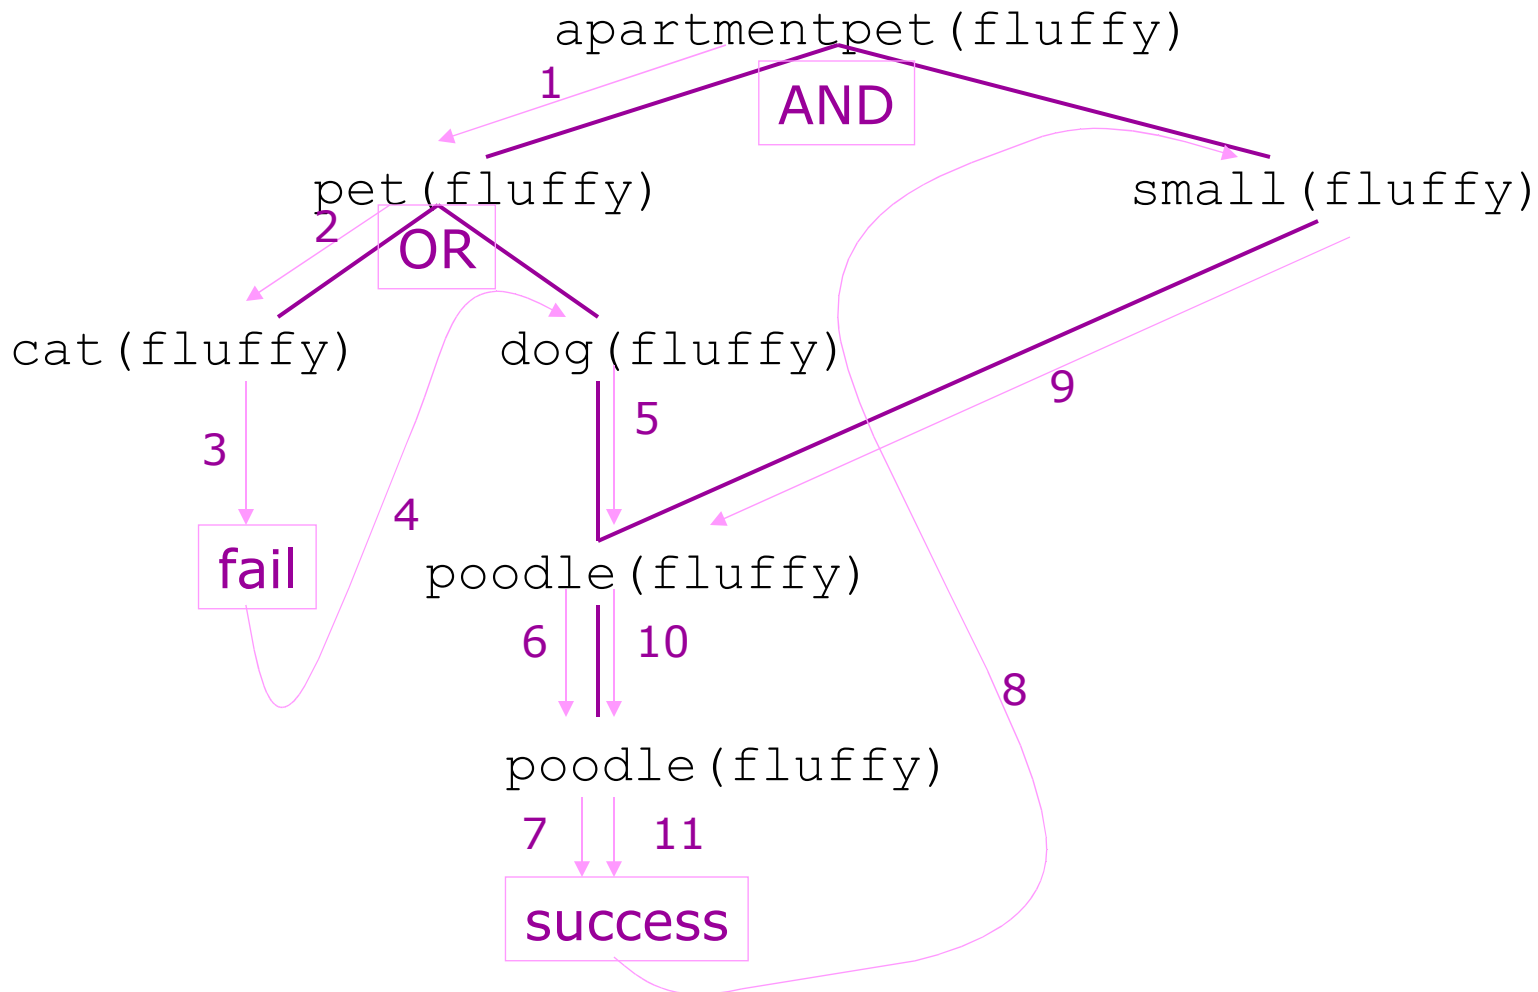 apartmentpet(fluffy)
1
AND
pet(fluffy)
small(fluffy)
2
OR
cat(fluffy)
dog(fluffy)
9
3
5
4
fail
poodle(fluffy)
6
10
8
poodle(fluffy)
7
11
success